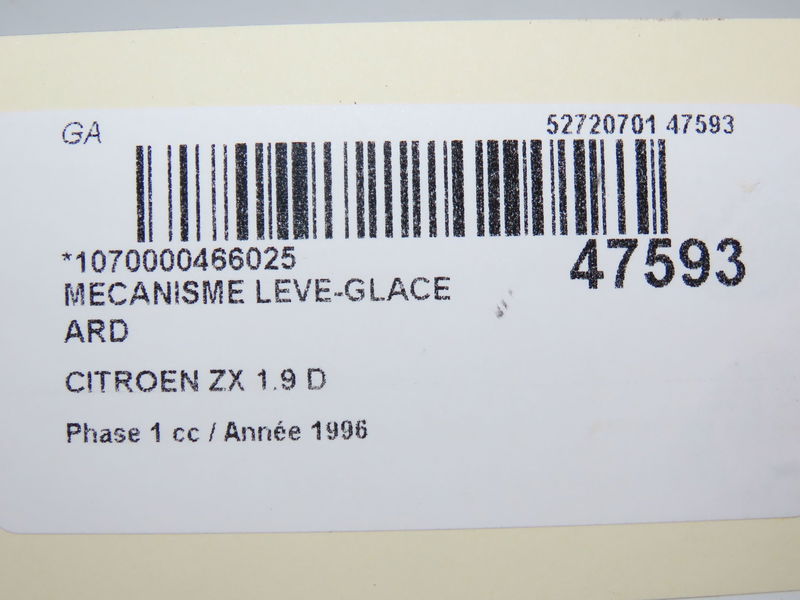 GA
52720701 47593
*1070000466025
47593
MECANISME LEVE-GLACE
ARD
CITROEN ZX 1.9 D
Phase 1 cc / Année 1996